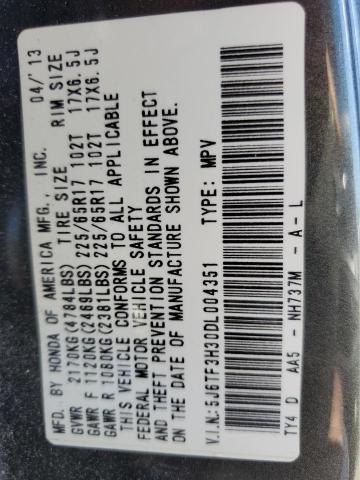 MFD. BY HONDA OF AMERICA MFG., INC. 04/'13
TIRE SIZE RIM SIZE
GVWR 2170KG(4784LBS)
GAWR F 1120KG(2469LBS) 225/65R17 102T 17X6.5J
GAWR R 1080KG(2381LBS) 225/65R17 102T 17X6.5J
THIS VEHICLE CONFORMS TO ALL APPLICABLE
FEDERAL MOTOR VEHICLE SAFETY
AND THEFT PREVENTION STANDARDS IN EFFECT
ON THE DATE OF MANUFACTURE SHOWN ABOVE.
V.I.N.:5J6TF3H30DL004351 TYPE: MPV
TY4 D AA5 - NH737M - A - L